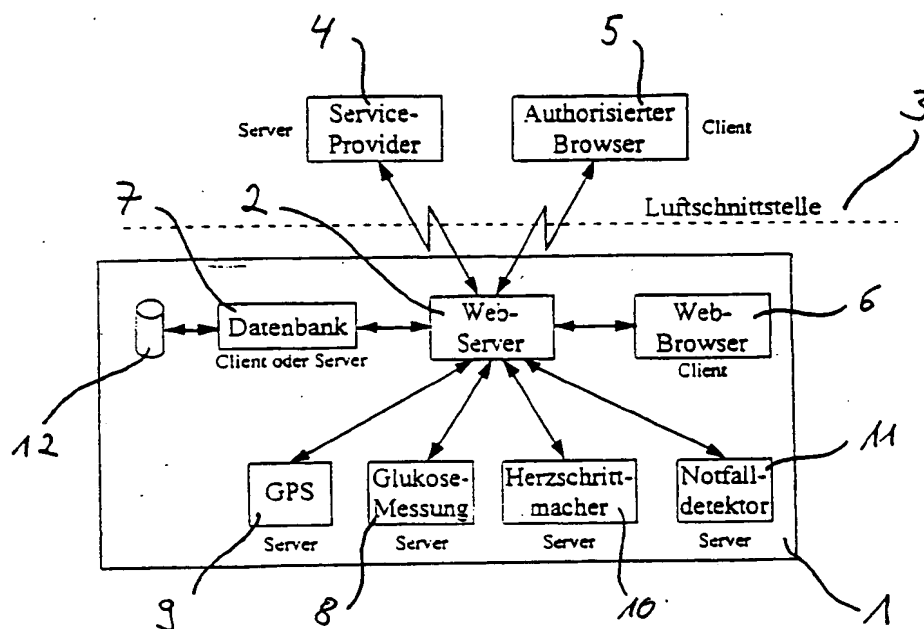 4
5
3
Service-
Provider
Server
Authorisierter
Browser
Client
7
2
Luftschnittstelle
Datenbank
Client oder Server
Web-
Server
Web-
Browser
Client
6
12
11
GPS
Server
Glukose-
Messung
Server
Herzschritt-
macher
Server
Notfall-
detektor
Server
9
8
10
1